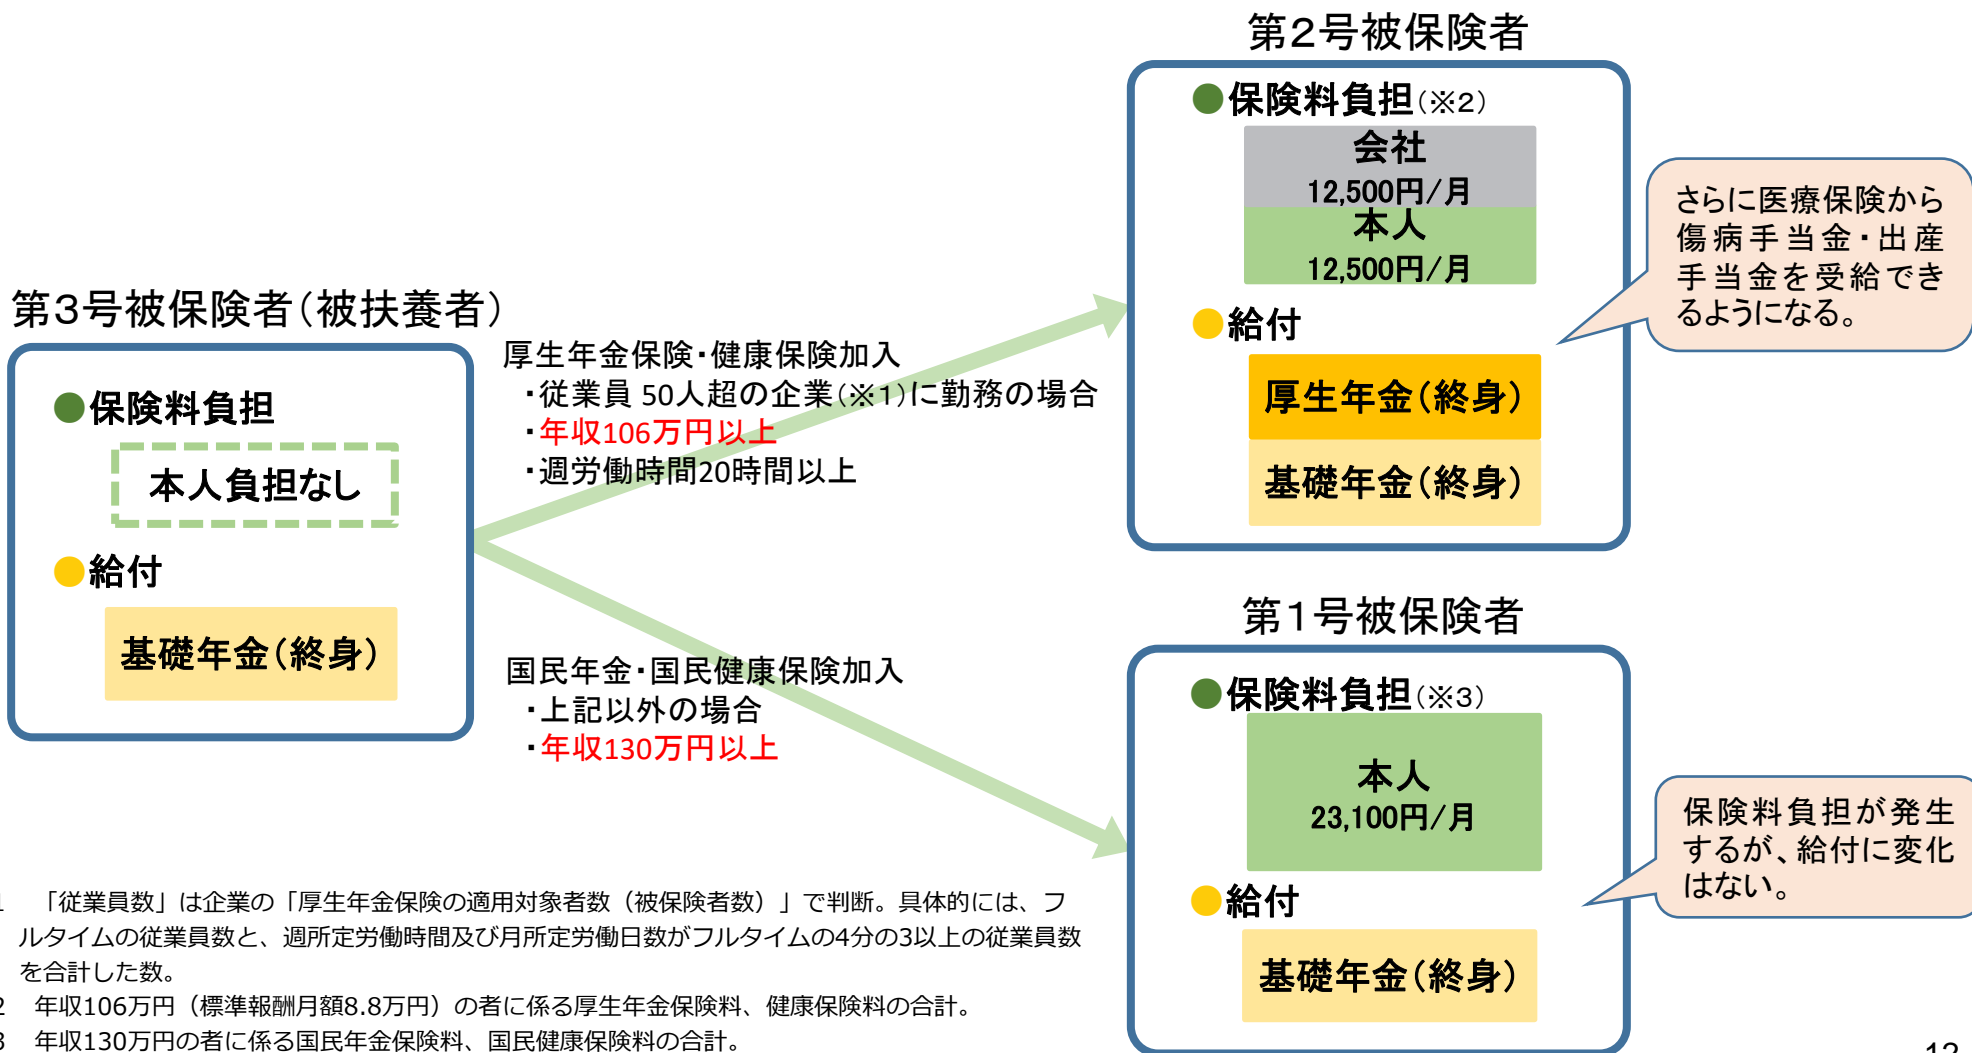 第2号被保険者
●保険料負担(※2)
会社
12,500円/月
本人
12,500円/月
●給付
厚生年金(終身)
基礎年金(終身)
さらに医療保険から
傷病手当金・出産
手当金を受給でき
るようになる。
第3号被保険者(被扶養者)
●保険料負担
本人負担なし
●給付
基礎年金(終身)
厚生年金保険・健康保険加入
・従業員 50人超の企業(※1)に勤務の場合
・年収106万円以上
・週労働時間20時間以上
国民年金・国民健康保険加入
・上記以外の場合
・年収130万円以上
第1号被保険者
●保険料負担(※3)
本人
23,100円/月
●給付
基礎年金(終身)
保険料負担が発生
するが、給付に変化
はない。
1 「従業員数」は企業の「厚生年金保険の適用対象者数(被保険者数)」で判断。具体的には、フ
ルタイムの従業員数と、週所定労働時間及び月所定労働日数がフルタイムの4分の3以上の従業員数
を合計した数。
2 年収106万円(標準報酬月額8.8万円)の者に係る厚生年金保険料、健康保険料の合計。
3 年収130万円の者に係る国民年金保険料、国民健康保険料の合計。
12